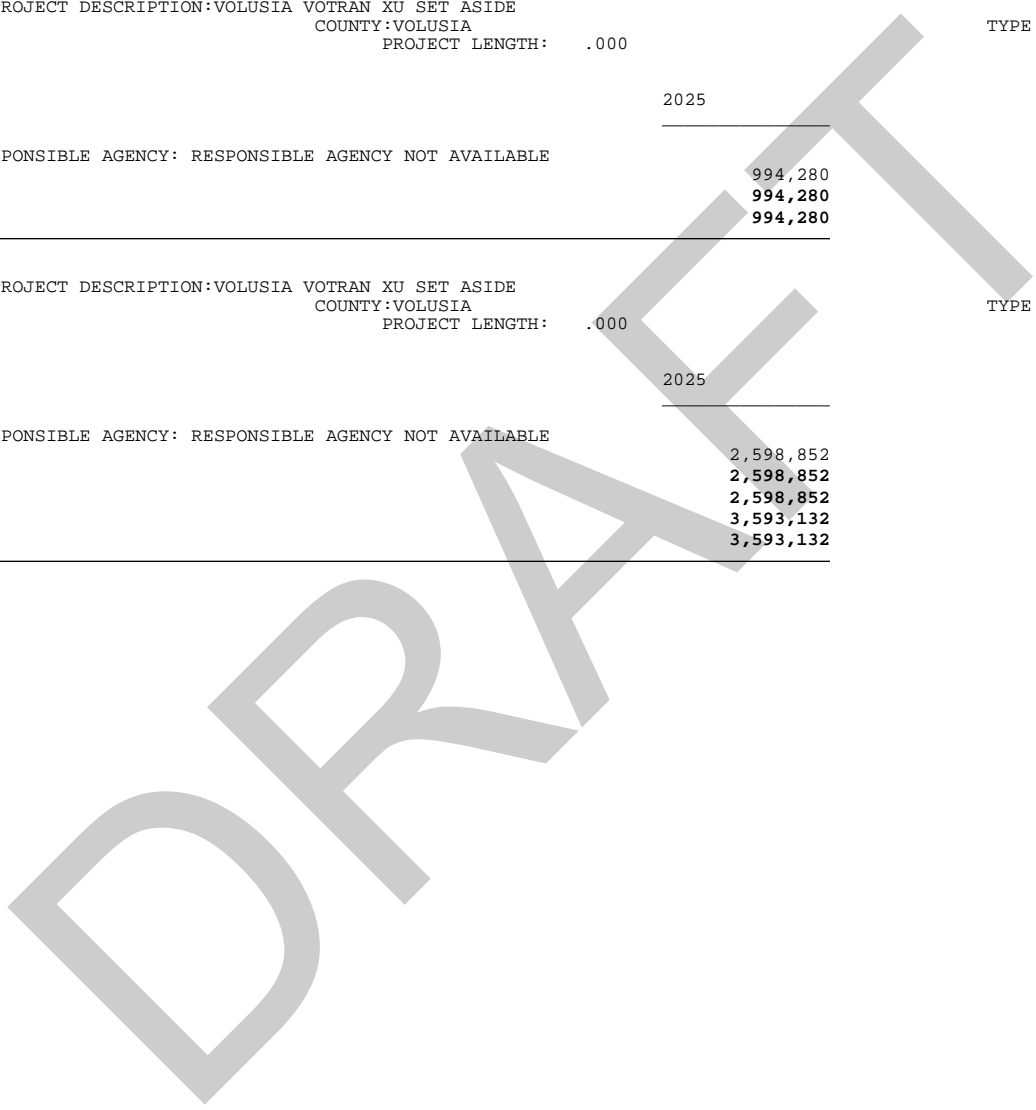 ROJECT DESCRIPTION:VOLUSIA VOTRAN XU SET ASIDE
COUNTY:VOLUSIA TYPE
PROJECT LENGTH: .000
2025
PONSIBLE AGENCY: RESPONSIBLE AGENCY NOT AVAILABLE
994,280
994,280
994,280
ROJECT DESCRIPTION:VOLUSIA VOTRAN XU SET ASIDE
COUNTY:VOLUSIA TYPE
PROJECT LENGTH: .000
2025
PONSIBLE AGENCY: RESPONSIBLE AGENCY NOT AVAILABLE
2,598,852
2,598,852
2,598,852
3,593,132
3,593,132
DRAFT